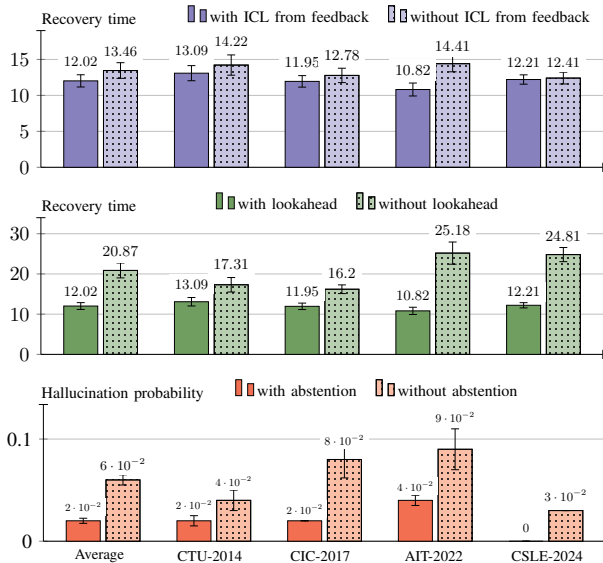 Recovery time
with ICL from feedback
without ICL from feedback
15
10
5
0
12.02
13.46
13.09
14.22
11.95
12.78
10.82
14.41
12.21
12.41
Recovery time
with lookahead
without lookahead
30
20
10
0
12.02
20.87
13.09
17.31
11.95
16.2
10.82
25.18
12.21
24.81
Hallucination probability
with abstention
without abstention
0.1
0
2 · 10⁻²
6 · 10⁻²
2 · 10⁻²
4 · 10⁻²
2 · 10⁻²
8 · 10⁻²
4 · 10⁻²
9 · 10⁻²
0
3 · 10⁻²
Average
CTU-2014
CIC-2017
AIT-2022
CSLE-2024